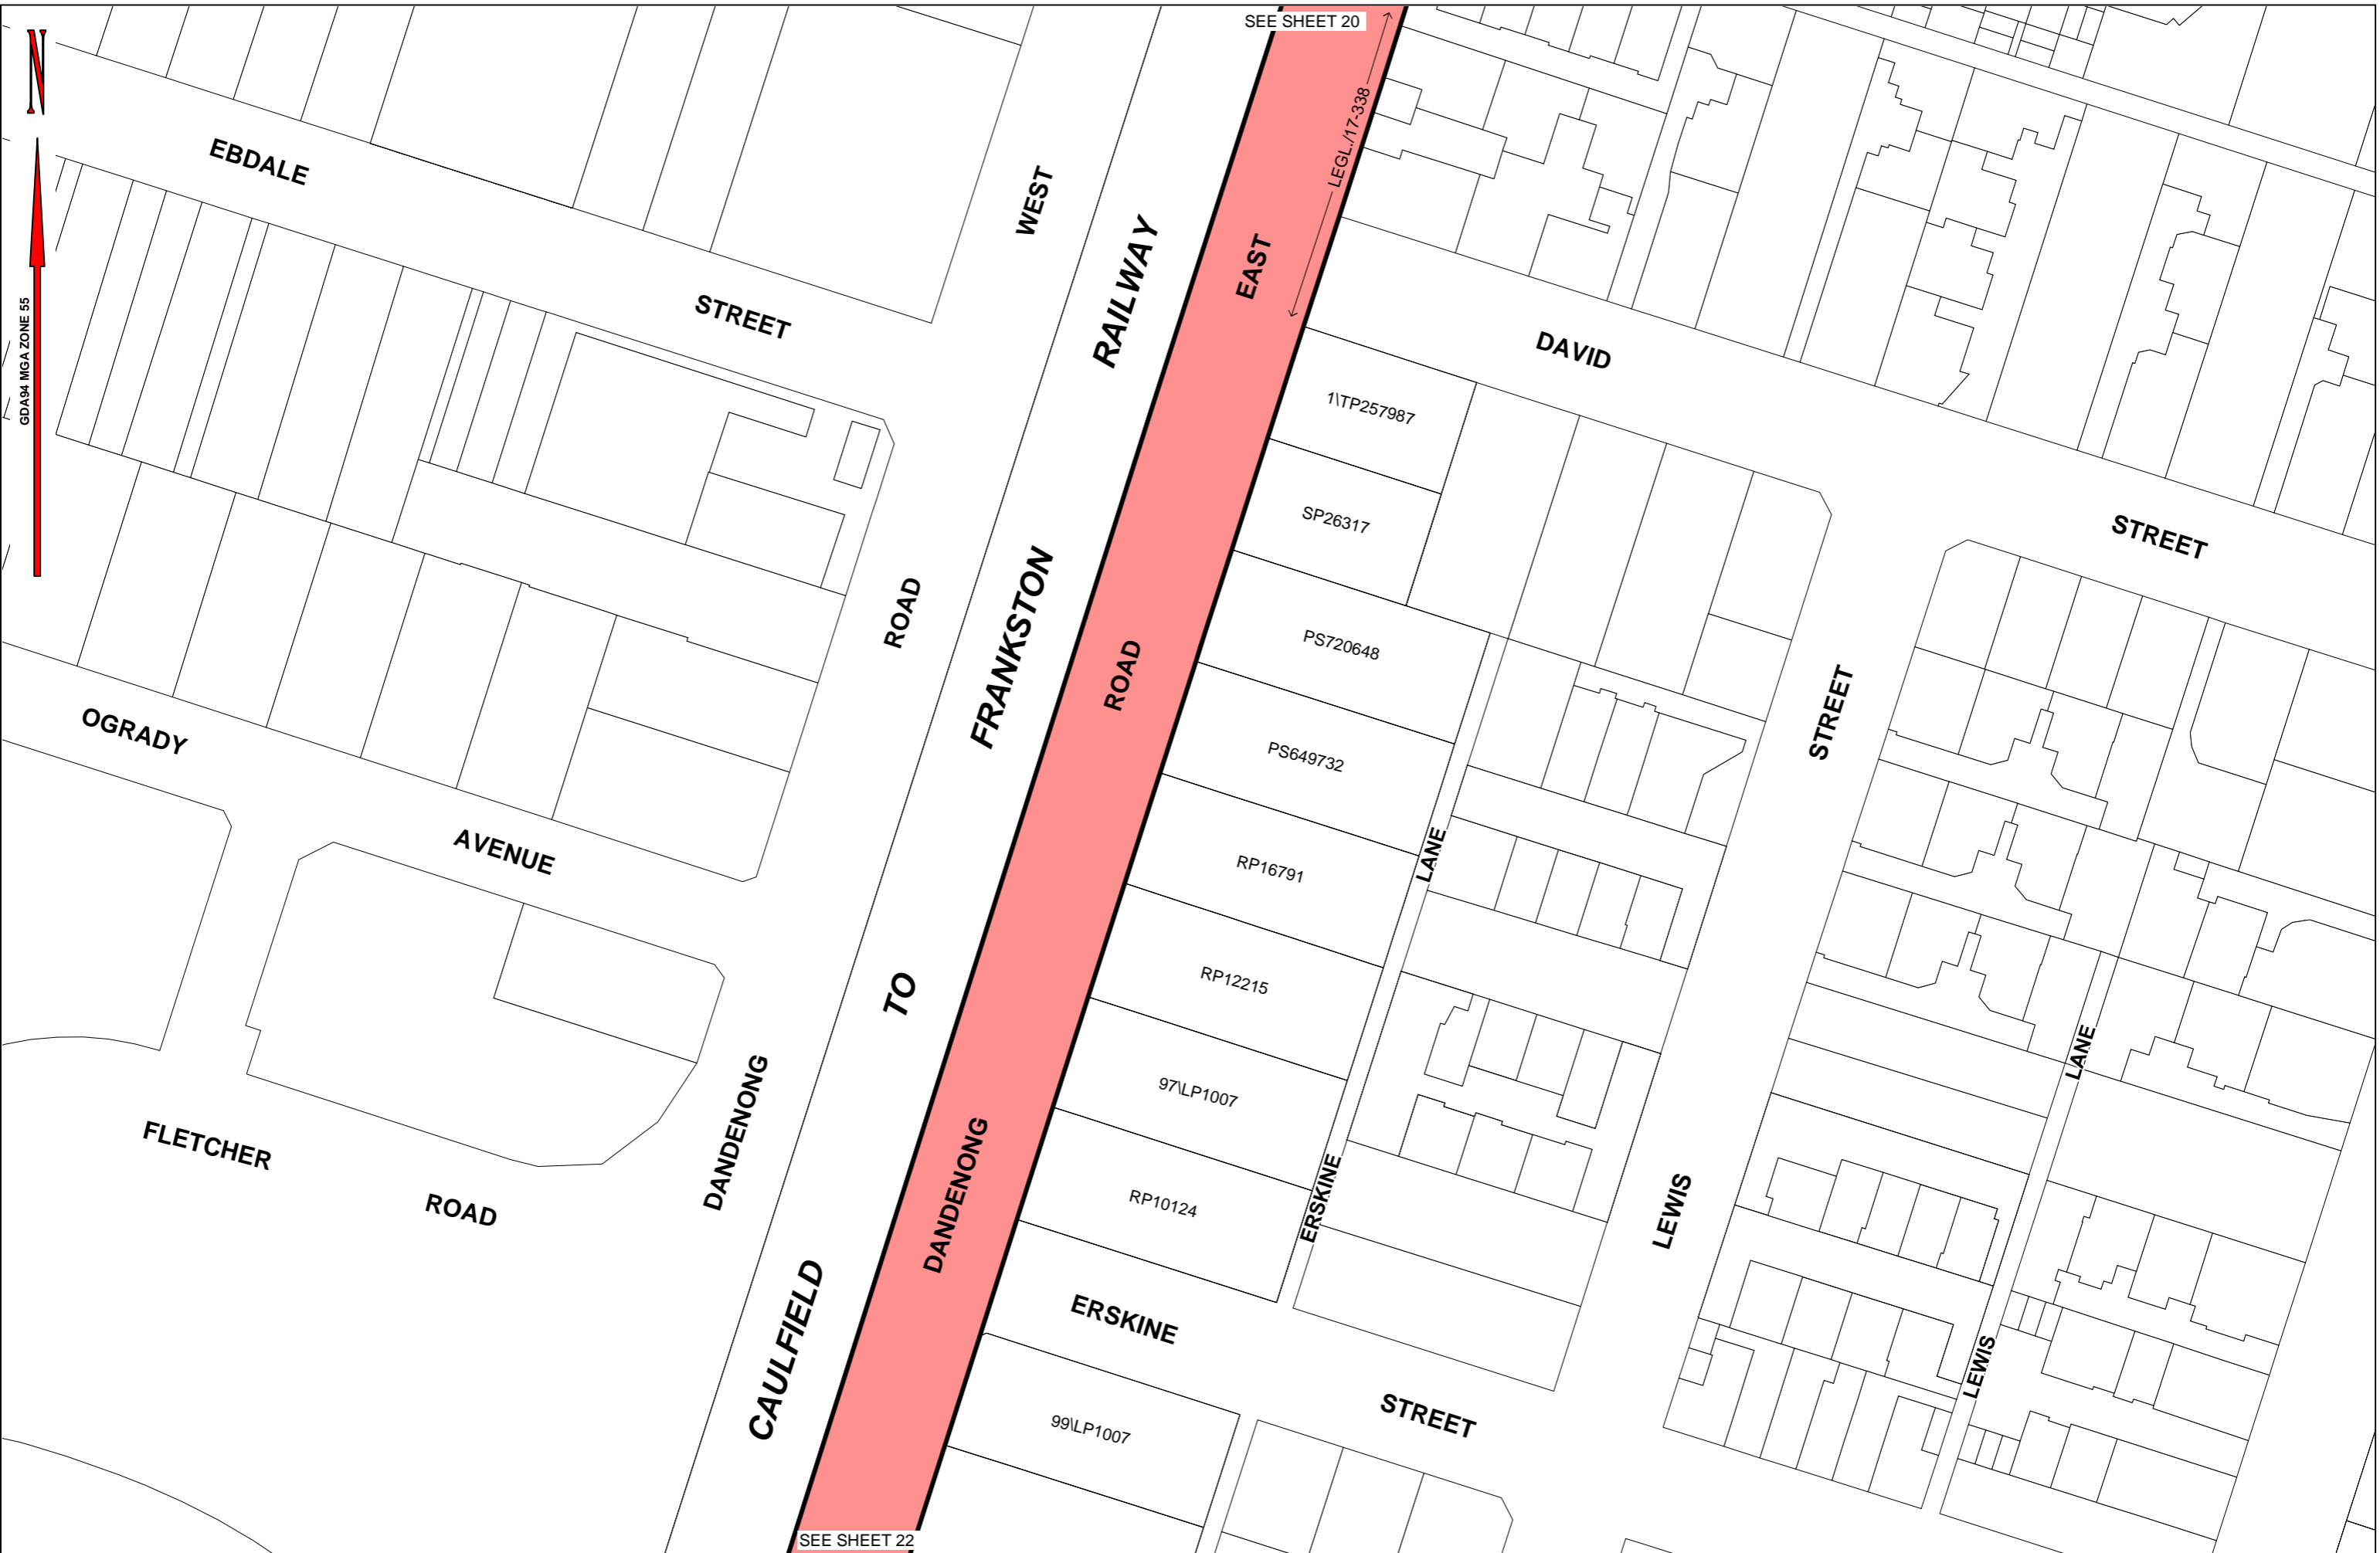 SEE SHEET 20
N
GDA94 MGA ZONE 55
LEGL./17-338
EBDALE
STREET
WEST
ROAD
DANDENONG
RAILWAY
FRANKSTON
TO
CAULFIELD
EAST
ROAD
DANDENONG
DAVID
STREET
1\TP257987
SP26317
PS720648
PS649732
RP16791
RP12215
97\LP1007
RP10124
99\LP1007
OGRADY
AVENUE
FLETCHER
ROAD
LANE
ERSKINE
STREET
LEWIS
LANE
LEWIS
ERSKINE
STREET
SEE SHEET 22